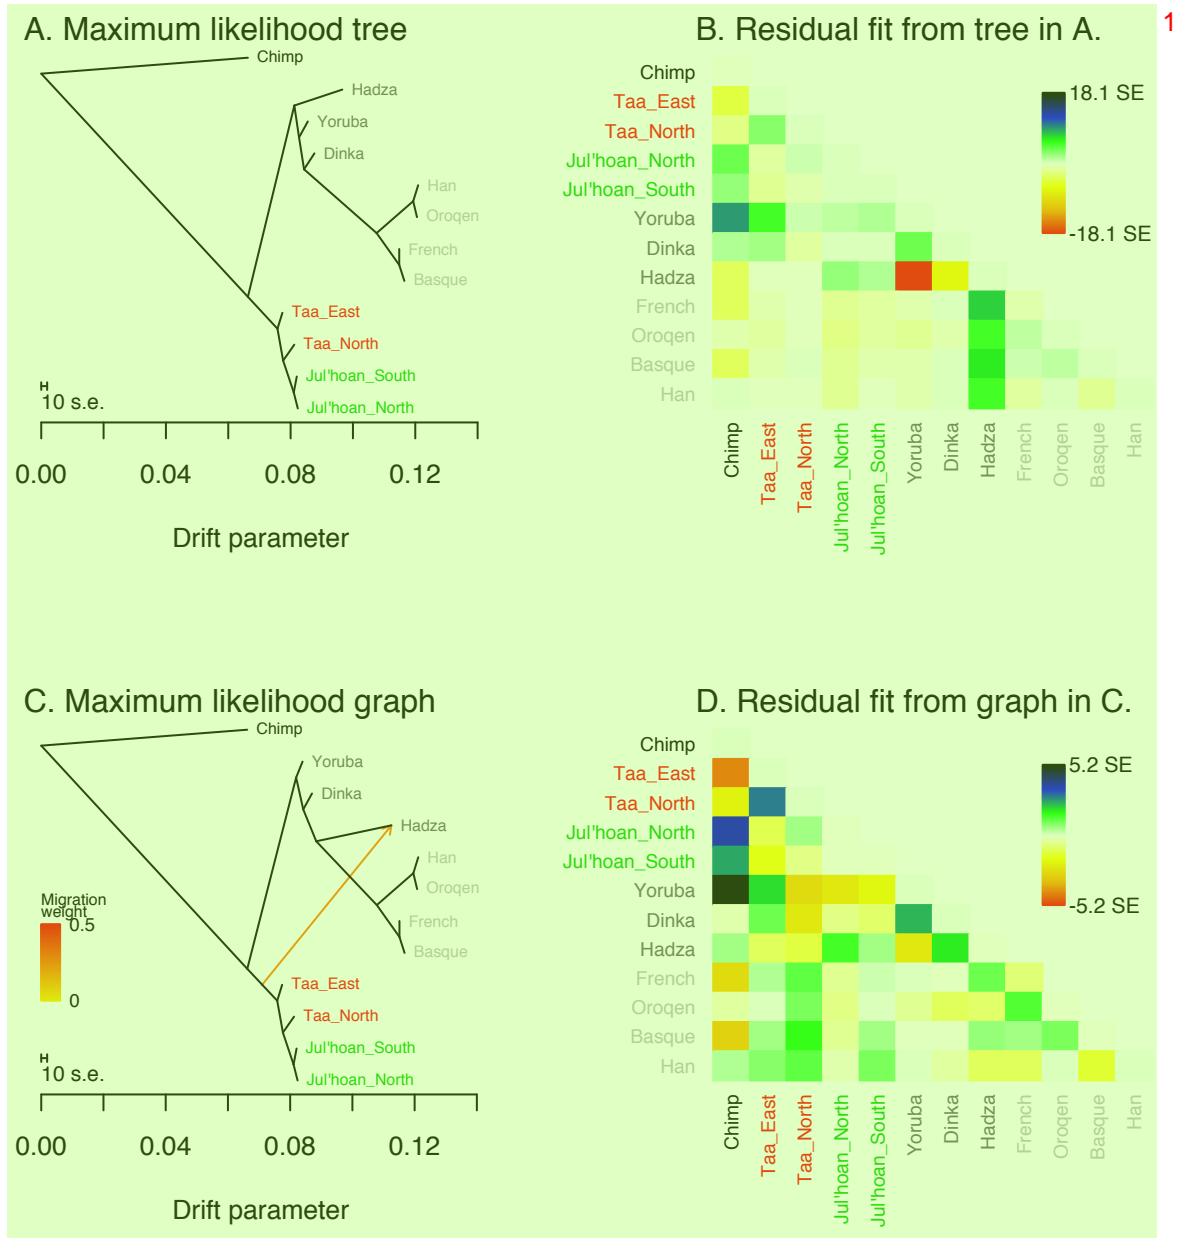 1
A. Maximum likelihood tree
Chimp
Hadza
Yoruba
Dinka
Han
Oroqen
French
Basque
Taa_East
Taa_North
Jul'hoan_South
Jul'hoan_North
10 s.e.
0.00 0.04 0.08 0.12
Drift parameter
B. Residual fit from tree in A.
Chimp
Taa_East
Taa_North
Jul'hoan_North
Jul'hoan_South
Yoruba
Dinka
Hadza
French
Oroqen
Basque
Han
18.1 SE
-18.1 SE
Chimp
Taa_East
Taa_North
Jul'hoan_North
Jul'hoan_South
Yoruba
Dinka
Hadza
French
Oroqen
Basque
Han
C. Maximum likelihood graph
Chimp
Yoruba
Dinka
Hadza
Han
Oroqen
French
Basque
Taa_East
Taa_North
Jul'hoan_South
Jul'hoan_North
Migration
weight
0.5
0
10 s.e.
0.00 0.04 0.08 0.12
Drift parameter
D. Residual fit from graph in C.
Chimp
Taa_East
Taa_North
Jul'hoan_North
Jul'hoan_South
Yoruba
Dinka
Hadza
French
Oroqen
Basque
Han
5.2 SE
-5.2 SE
Chimp
Taa_East
Taa_North
Jul'hoan_North
Jul'hoan_South
Yoruba
Dinka
Hadza
French
Oroqen
Basque
Han